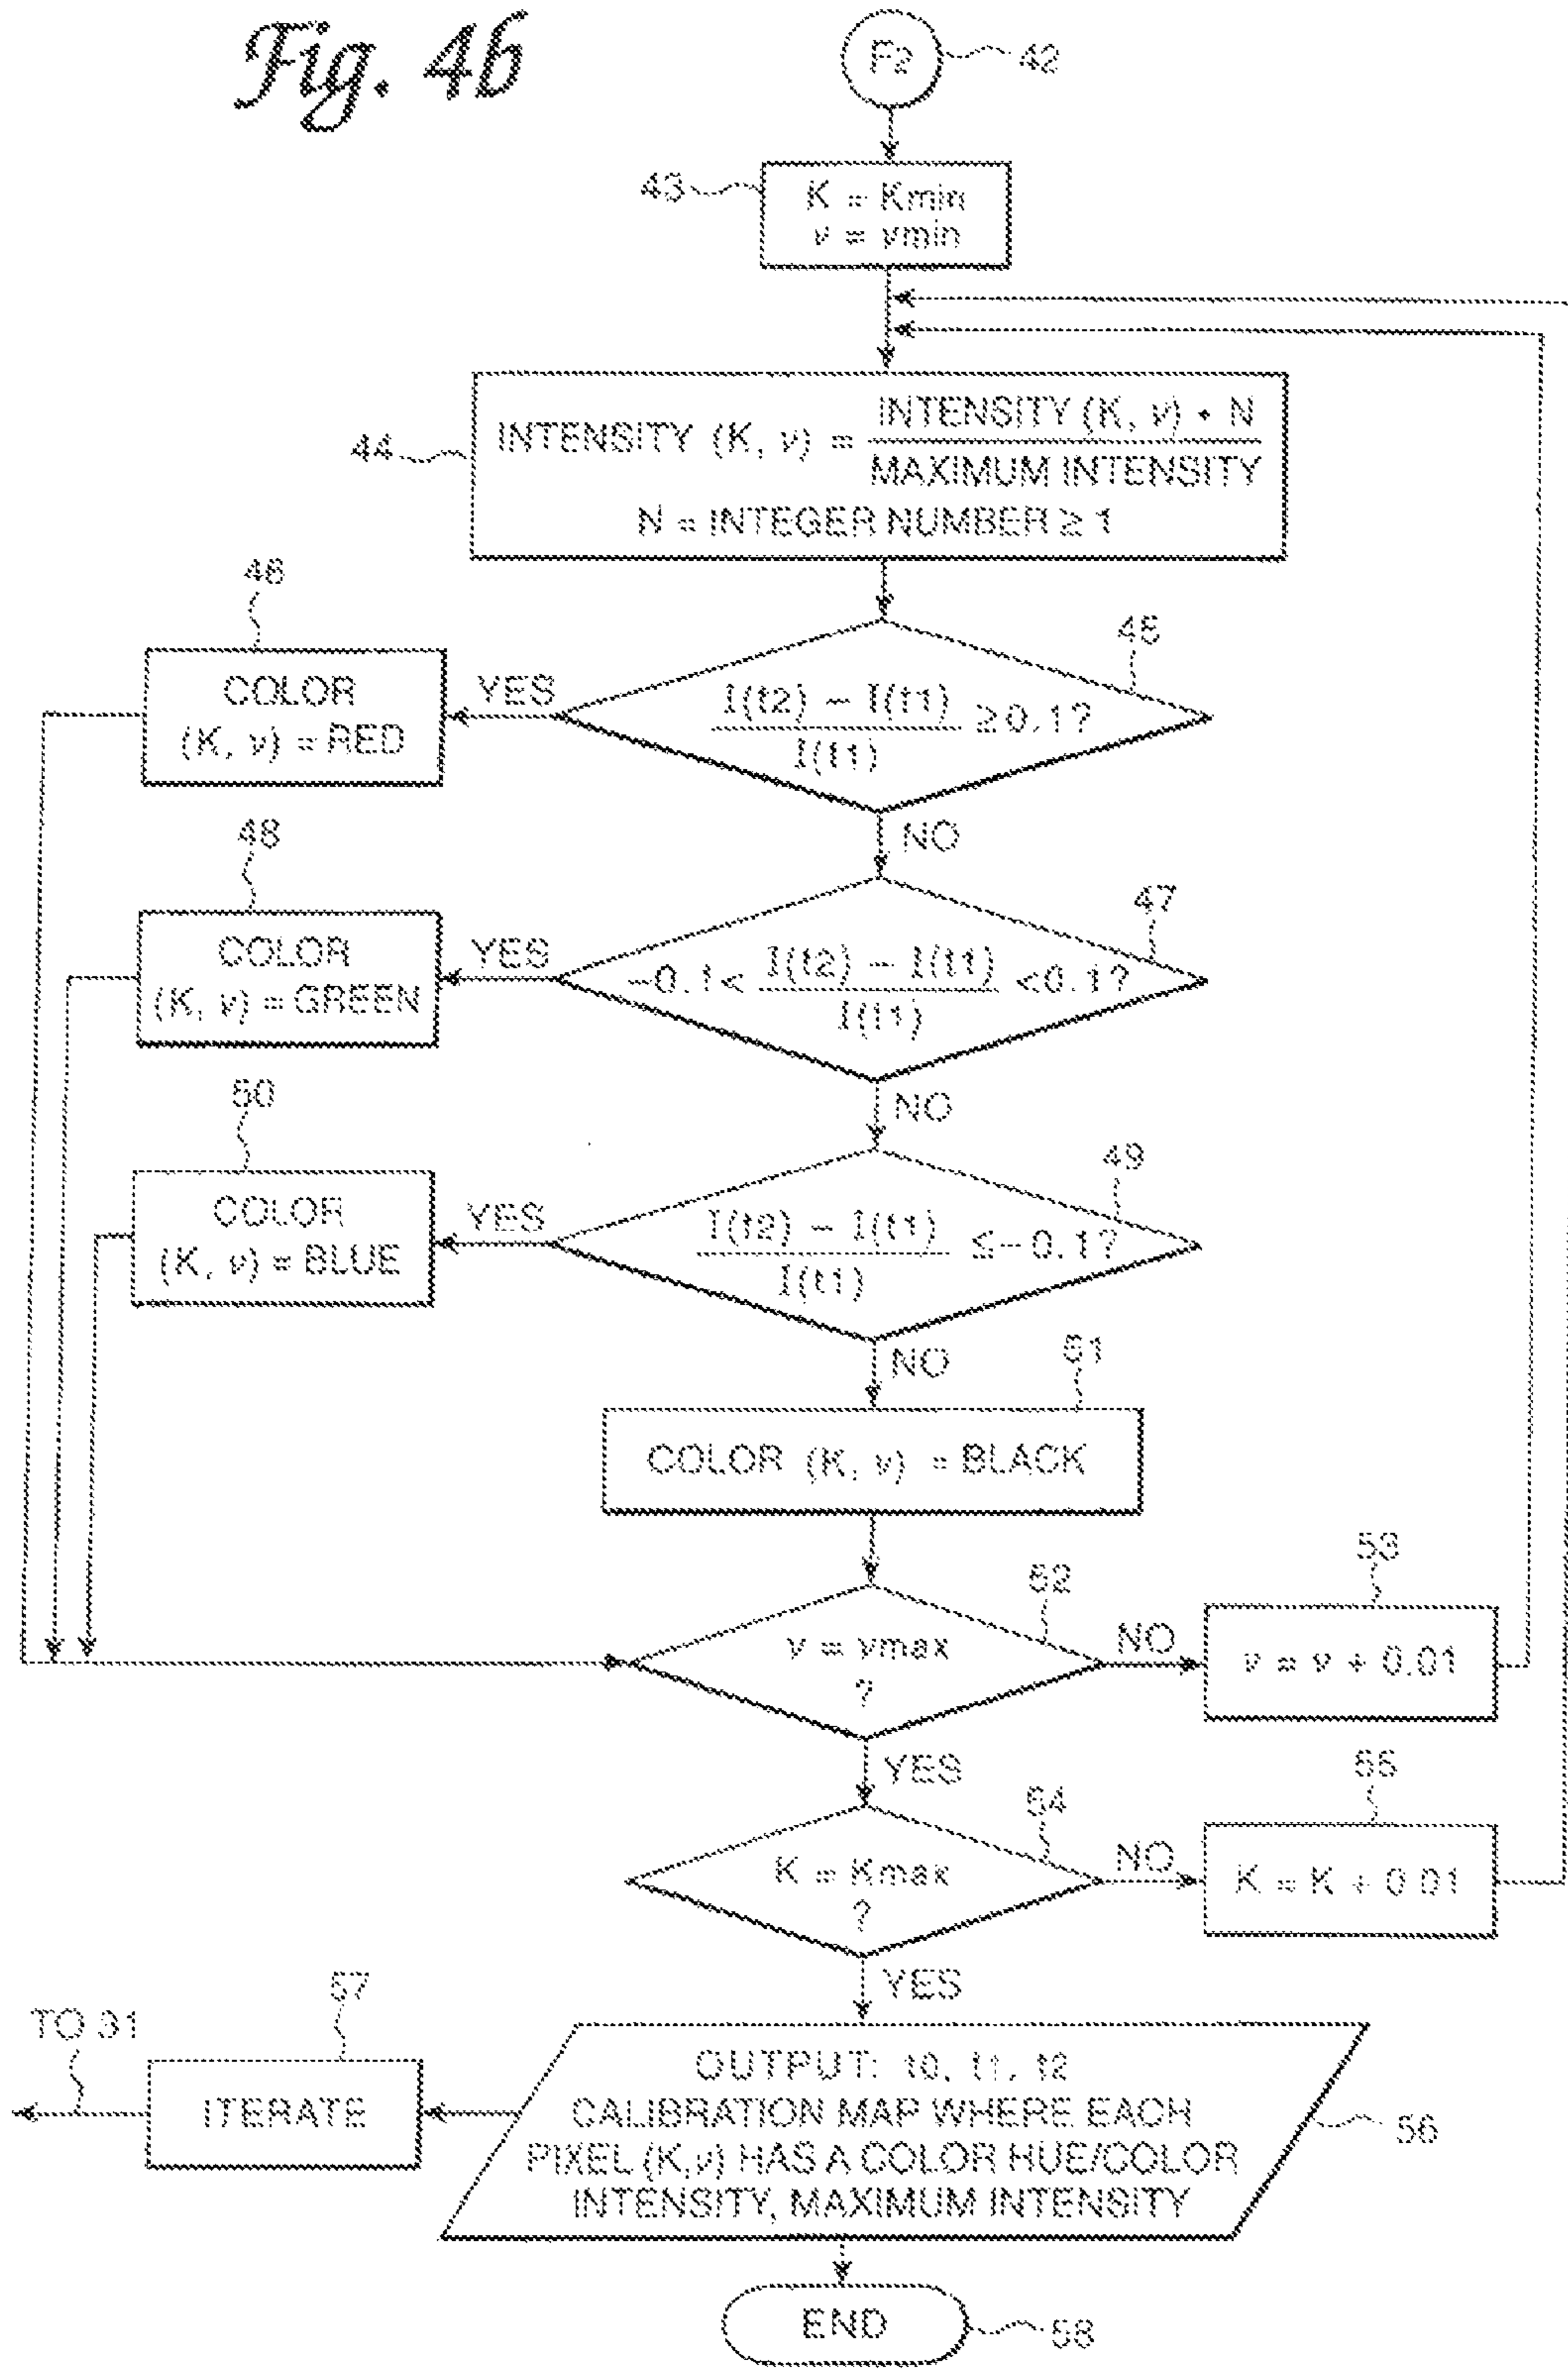 Fig. 4b
F2
42
43
K = Kmin
ν = νmin
44
INTENSITY (K, ν) = INTENSITY (K, ν) • N
MAXIMUM INTENSITY
N = INTEGER NUMBER ≥ 1
46
45
COLOR
(K, ν) = RED
YES
I(t2) – I(t1)
I(t1)
≥0.1?
NO
48
47
COLOR
(K, ν) = GREEN
YES
–0.1< I(t2) – I(t1) <0.1?
I(t1)
NO
50
49
COLOR
(K, ν) = BLUE
YES
I(t2) – I(t1)
I(t1)
≤–0.1?
NO
51
COLOR (K, ν) = BLACK
52
53
ν = νmax
?
NO
ν = ν + 0.01
YES
54
55
K = Kmax
?
NO
K = K + 0.01
YES
57
TO 31
ITERATE
OUTPUT: t0, t1, t2
CALIBRATION MAP WHERE EACH
PIXEL (K,ν) HAS A COLOR HUE/COLOR
INTENSITY, MAXIMUM INTENSITY
56
END
58